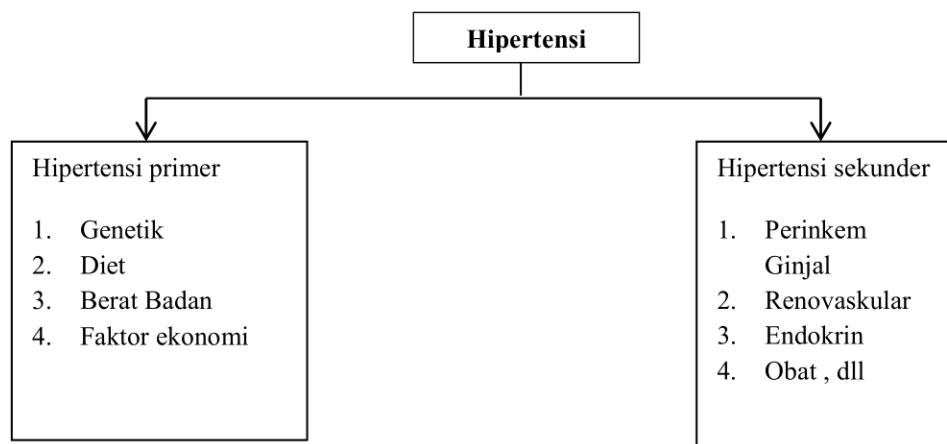 Hipertensi
Hipertensi primer
1. Genetik
2. Diet
3. Berat Badan
4. Faktor ekonomi
Hipertensi sekunder
1. Perinkem
Ginjal
2. Renovaskular
3. Endokrin
4. Obat , dll